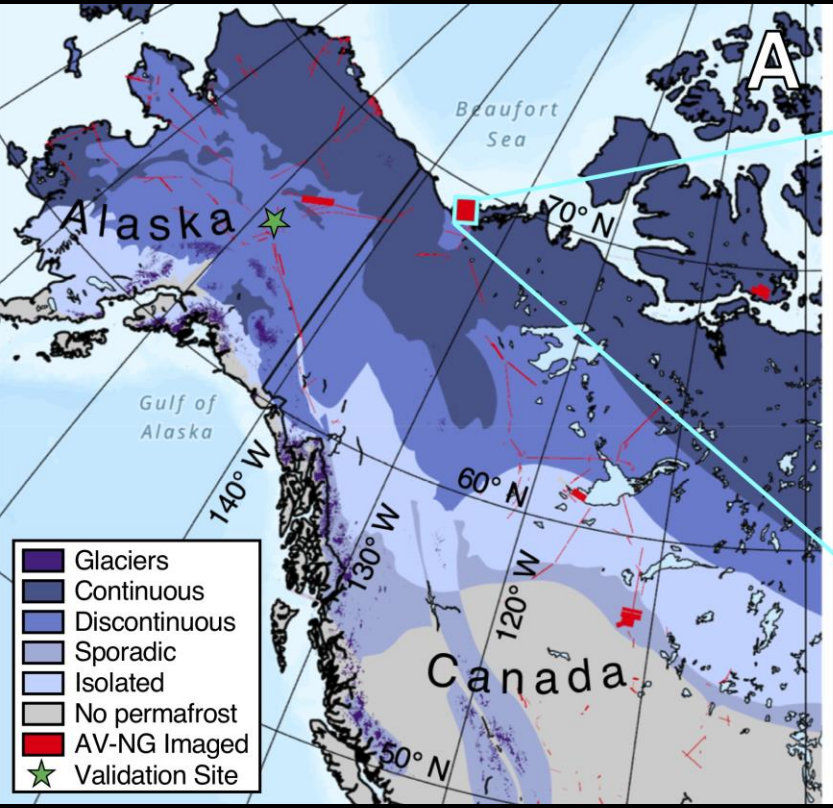 A
Beaufort
Sea
70° N
Alaska
Gulf of
Alaska
140° W
60° N
130° W
120° W
Canada
50° N
Glaciers
Continuous
Discontinuous
Sporadic
Isolated
No permafrost
AV-NG Imaged
Validation Site